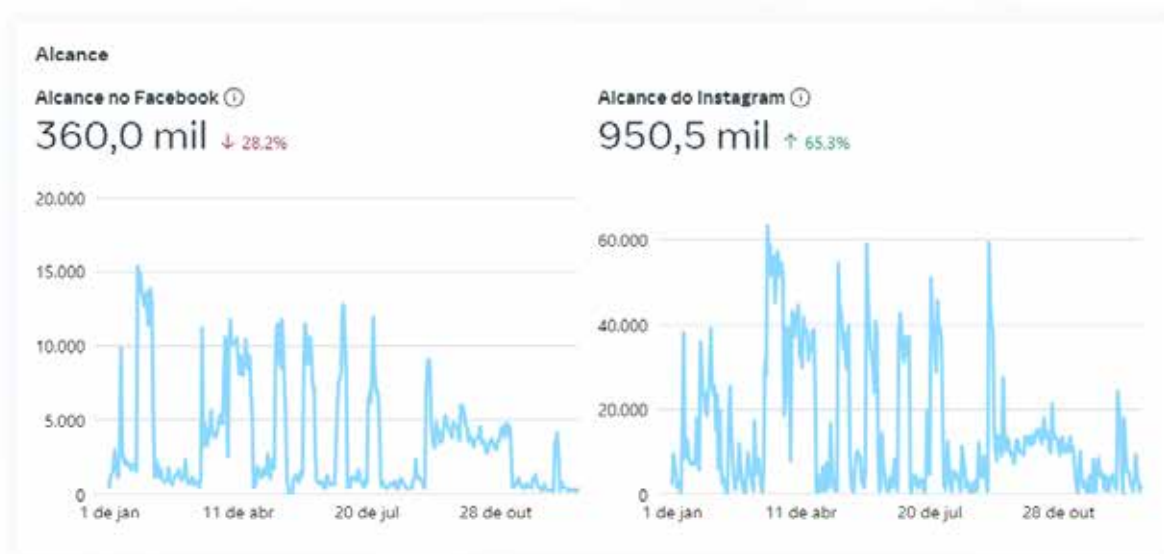 Alcance
Alcance no Facebook
360,0 mil ↓ 28.2%
20.000
15.000
10.000
5.000
0
1 de jan 11 de abr 20 de jul 28 de out
Alcance do Instagram
950,5 mil ↑ 65.3%
60.000
40.000
20.000
0
1 de jan 11 de abr 20 de jul 28 de out